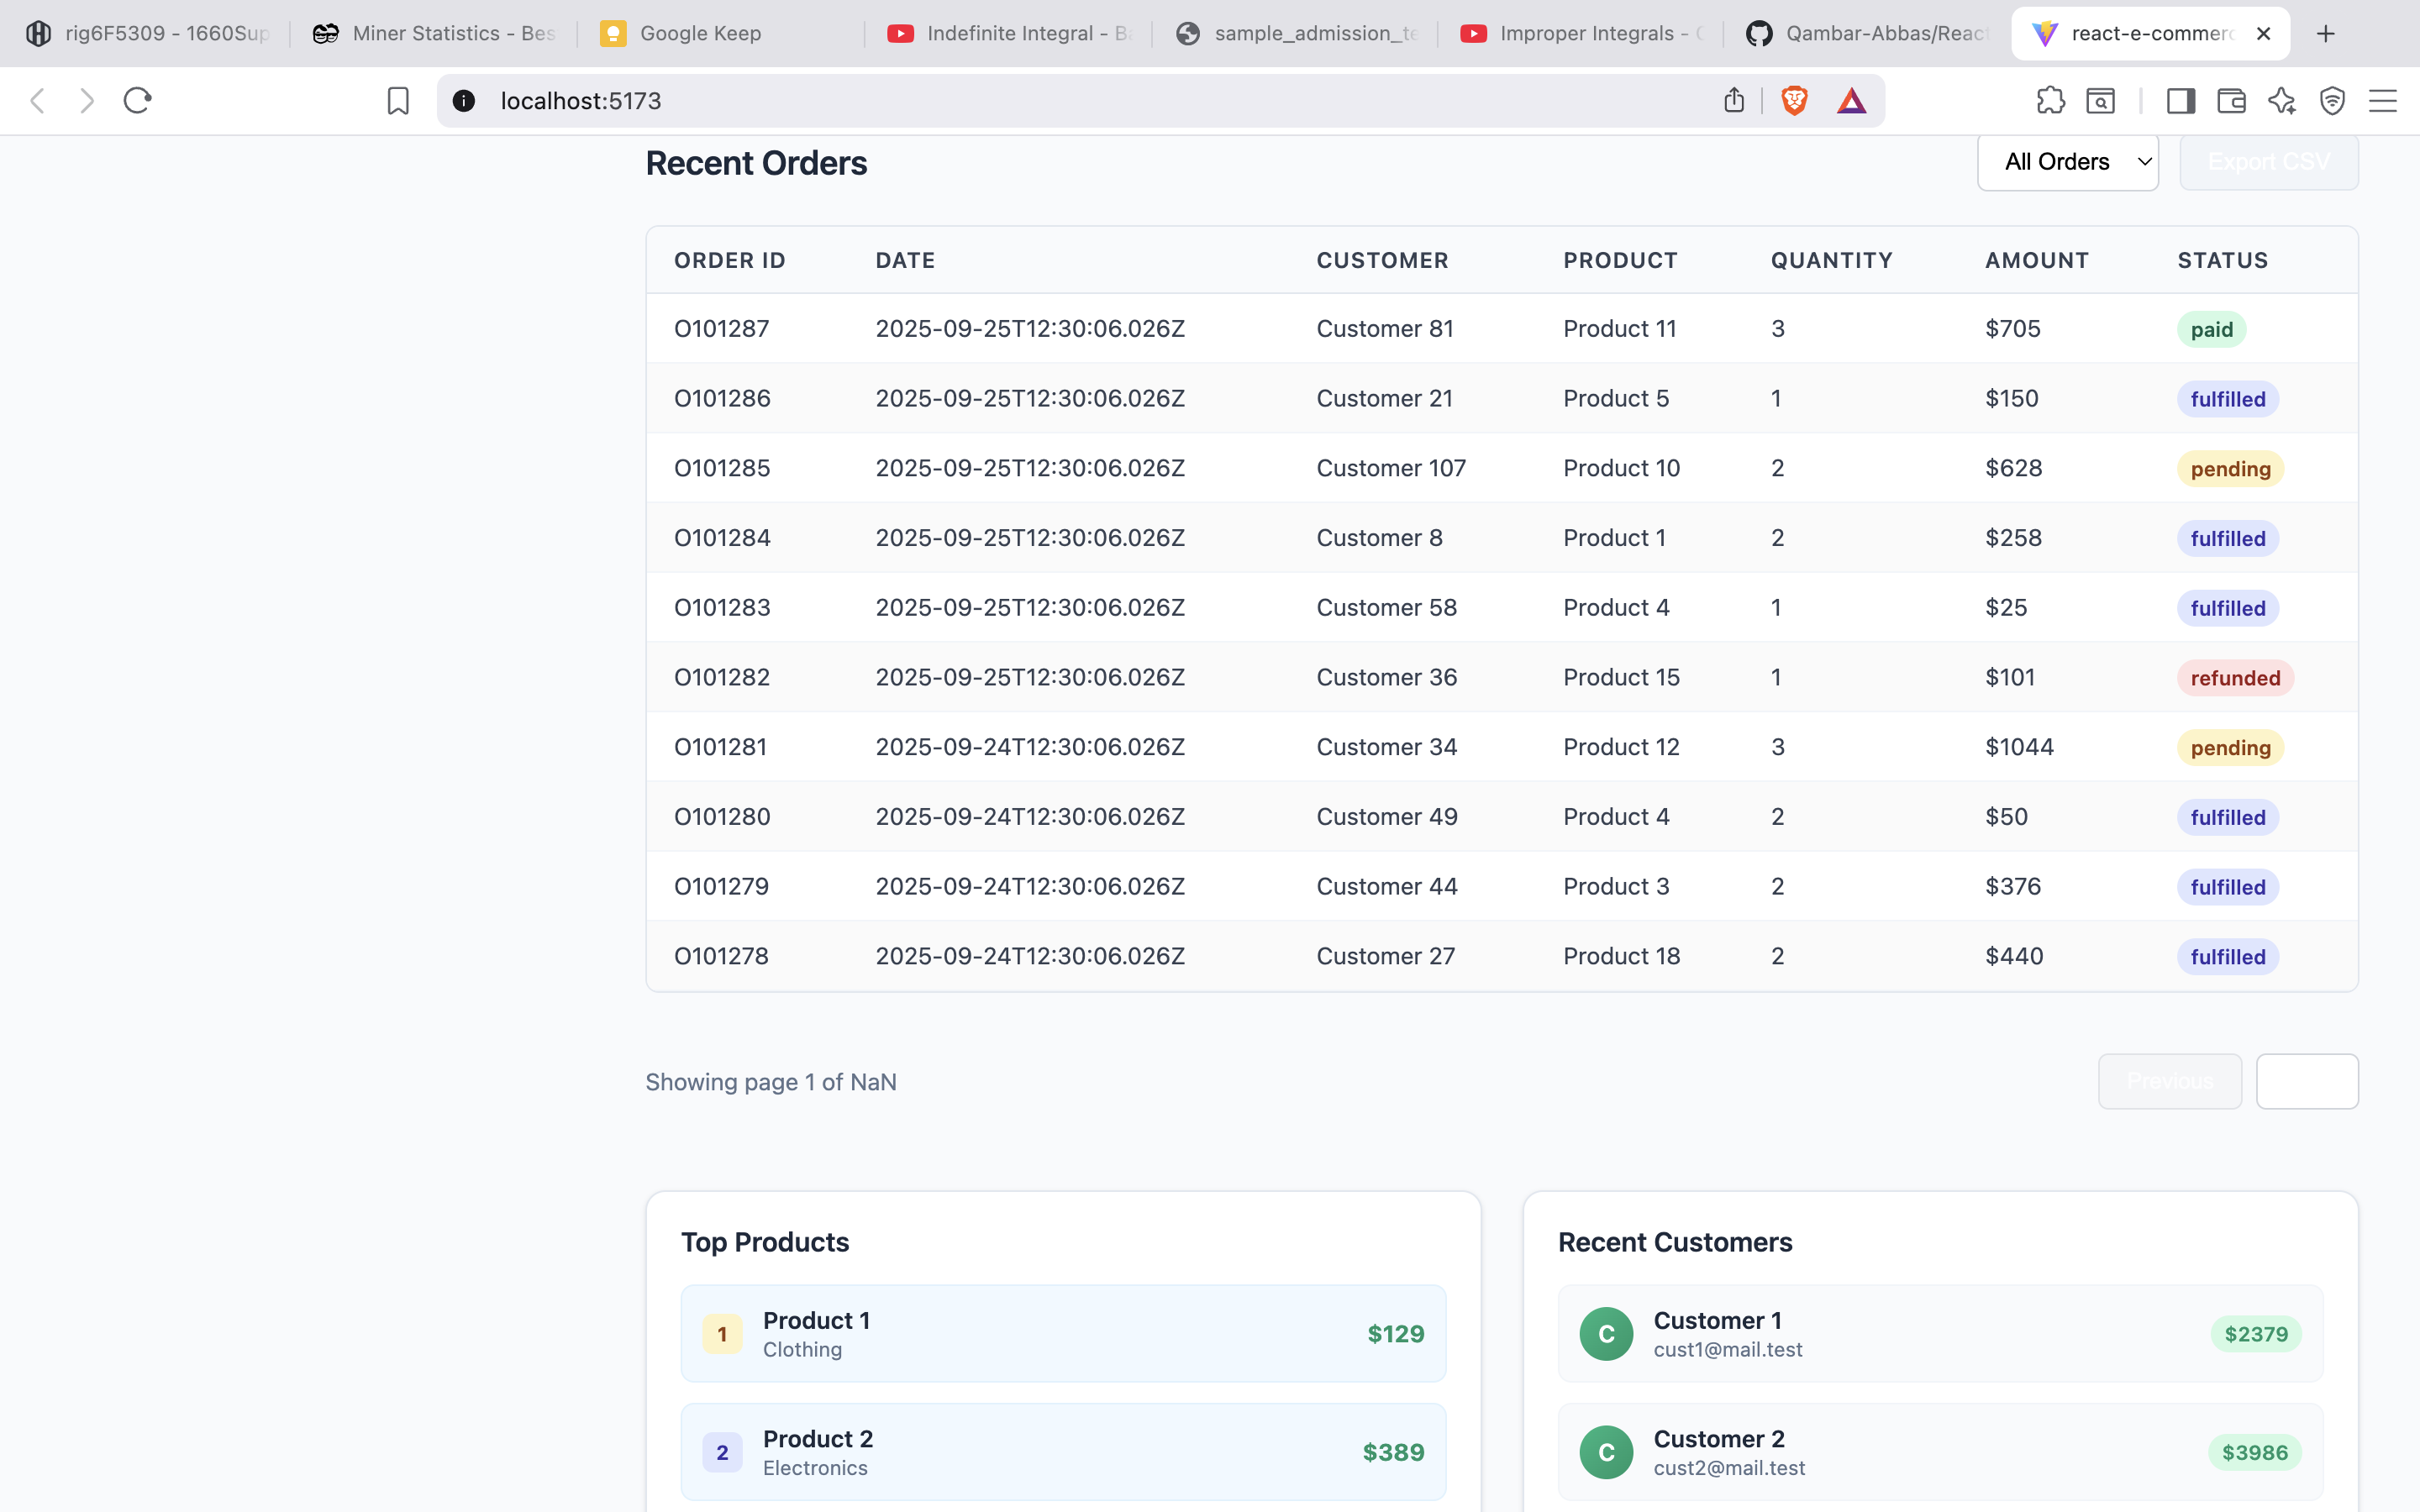 rig6F5309 - 1660Sup
Miner Statistics - Bes
Google Keep
Indefinite Integral - Ba
sample_admission_te
Improper Integrals - C
Qambar-Abbas/React
react-e-commerc
localhost:5173
Recent Orders
All Orders
Export CSV
ORDER ID DATE CUSTOMER PRODUCT QUANTITY AMOUNT STATUS
O101287 2025-09-25T12:30:06.026Z Customer 81 Product 11 3 $705 paid
O101286 2025-09-25T12:30:06.026Z Customer 21 Product 5 1 $150 fulfilled
O101285 2025-09-25T12:30:06.026Z Customer 107 Product 10 2 $628 pending
O101284 2025-09-25T12:30:06.026Z Customer 8 Product 1 2 $258 fulfilled
O101283 2025-09-25T12:30:06.026Z Customer 58 Product 4 1 $25 fulfilled
O101282 2025-09-25T12:30:06.026Z Customer 36 Product 15 1 $101 refunded
O101281 2025-09-24T12:30:06.026Z Customer 34 Product 12 3 $1044 pending
O101280 2025-09-24T12:30:06.026Z Customer 49 Product 4 2 $50 fulfilled
O101279 2025-09-24T12:30:06.026Z Customer 44 Product 3 2 $376 fulfilled
O101278 2025-09-24T12:30:06.026Z Customer 27 Product 18 2 $440 fulfilled
Showing page 1 of NaN
Previous
Top Products
1 Product 1 $129
Clothing
2 Product 2 $389
Electronics
Recent Customers
C Customer 1 $2379
cust1@mail.test
C Customer 2 $3986
cust2@mail.test